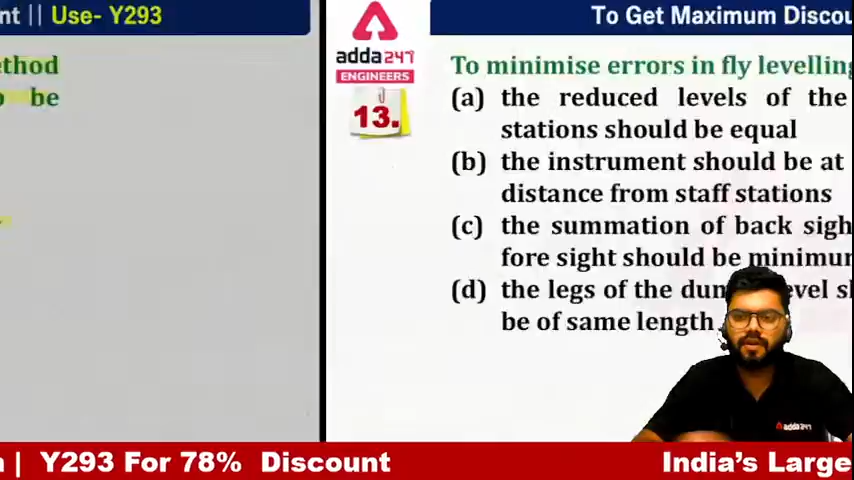 nt || Use- Y293
To Get Maximum Discou
ethod
be
adda247
ENGINEERS
13.
To minimise errors in fly levelling
(a) the reduced levels of the
stations should be equal
(b) the instrument should be at
distance from staff stations
(c) the summation of back sigh
fore sight should be minimum
(d) the legs of the dum level sh
be of same length
adda247
n | Y293 For 78% Discount
India's Large